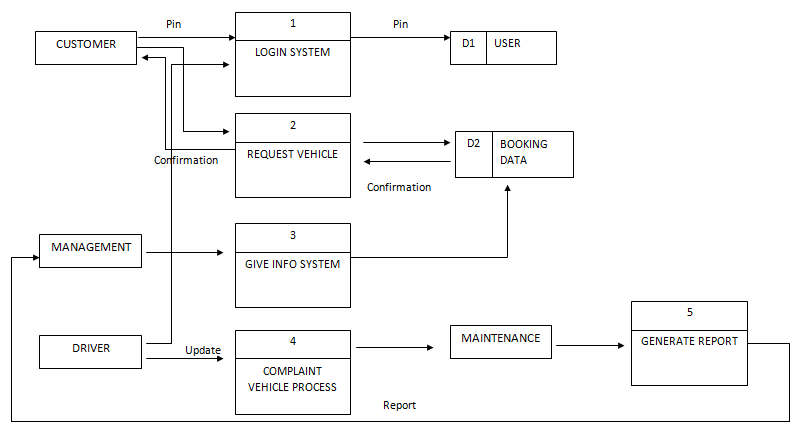 Pin
1
Pin
CUSTOMER
LOGIN SYSTEM
D1
USER
2
REQUEST VEHICLE
D2
BOOKING
DATA
Confirmation
Confirmation
3
MANAGEMENT
GIVE INFO SYSTEM
5
4
DRIVER
Update
MAINTENANCE
GENERATE REPORT
COMPLAINT
VEHICLE PROCESS
Report